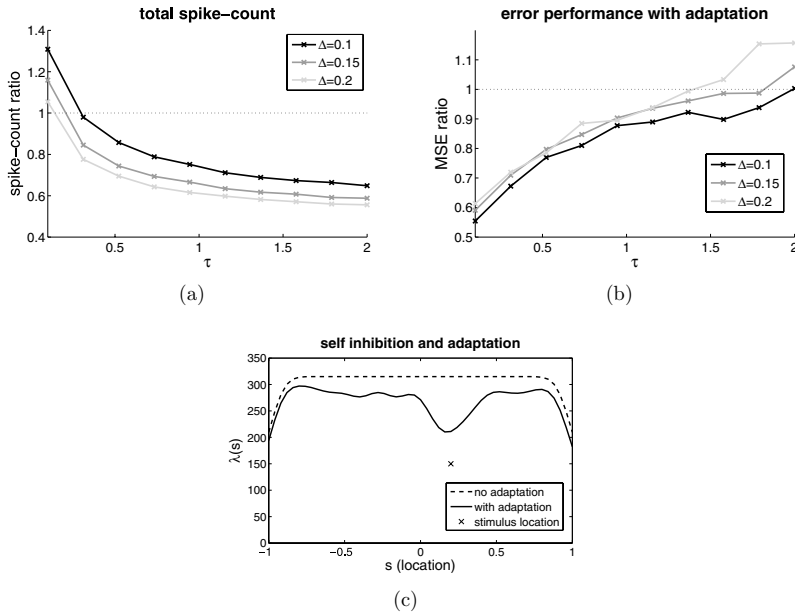 total spike−count
1.4
1.2
1
0.8
0.6
0.4
spike−count ratio
0.5
1
1.5
2
τ
Δ=0.1
Δ=0.15
Δ=0.2
(a)
error performance with adaptation
1.1
1
0.9
0.8
0.7
0.6
0.5
MSE ratio
0.5
1
1.5
2
τ
Δ=0.1
Δ=0.15
Δ=0.2
(b)
self inhibition and adaptation
350
300
250
200
150
100
50
0
λ(s)
−1
−0.5
0
0.5
1
s (location)
no adaptation
with adaptation
stimulus location
(c)